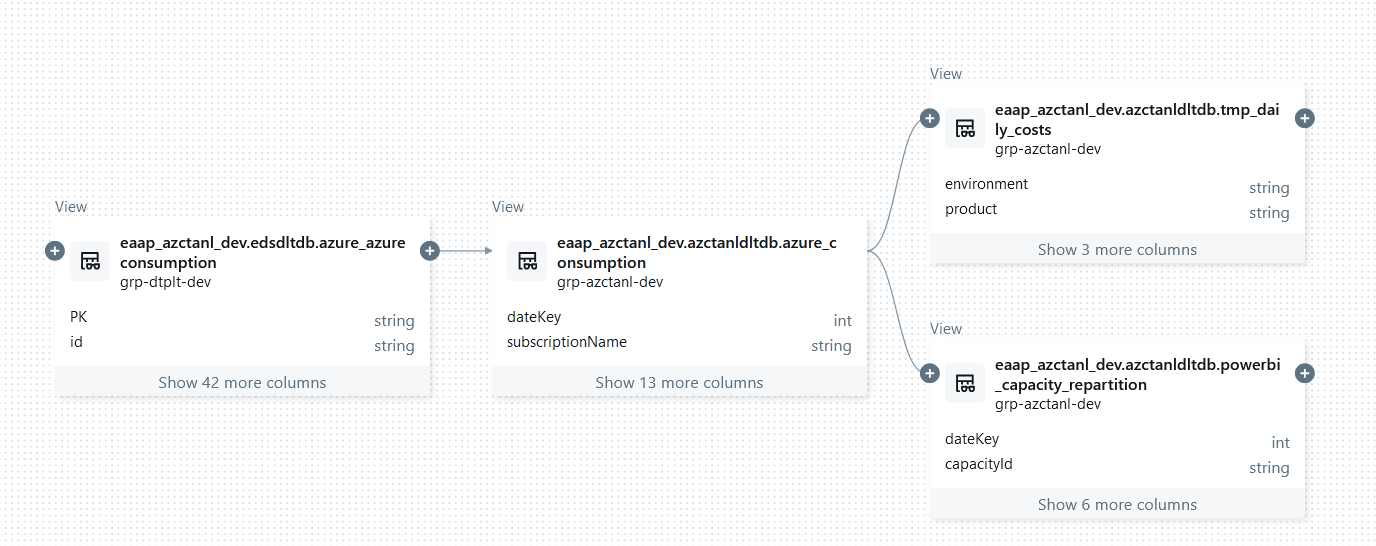 View
eaap_azctanl_dev.edsdltdb.azure_azure
consumption
grp-dtplt-dev
PK string
id string
Show 42 more columns
View
eaap_azctanl_dev.azctanldltdb.azure_c
onsumption
grp-azctanl-dev
dateKey int
subscriptionName string
Show 13 more columns
View
eaap_azctanl_dev.azctanldltdb.tmp_dai
ly_costs
grp-azctanl-dev
environment string
product string
Show 3 more columns
View
eaap_azctanl_dev.azctanldltdb.powerbi
_capacity_repartition
grp-azctanl-dev
dateKey int
capacityId string
Show 6 more columns